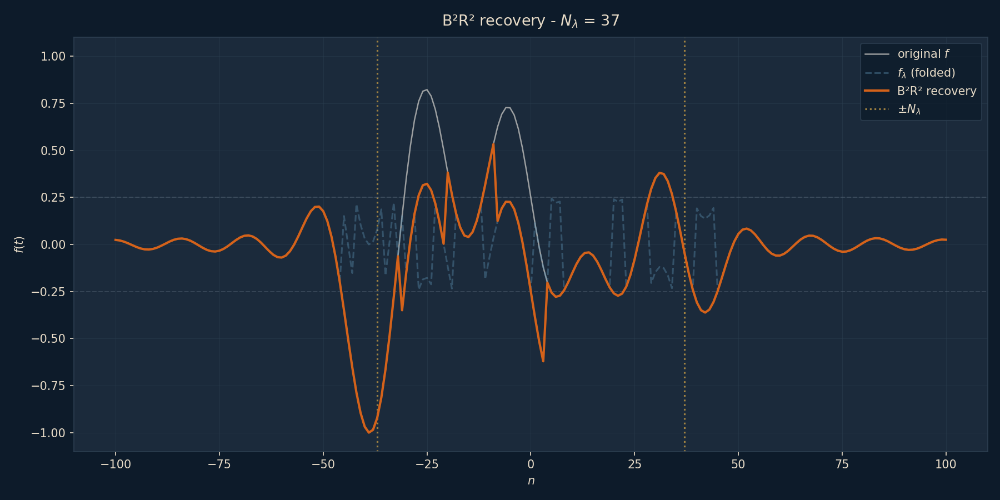 B²R² recovery - Nλ = 37
original f
fλ (folded)
B²R² recovery
±Nλ
1.00
0.75
0.50
0.25
0.00
−0.25
−0.50
−0.75
−1.00
f(t)
−100 −75 −50 −25 0 25 50 75 100
n